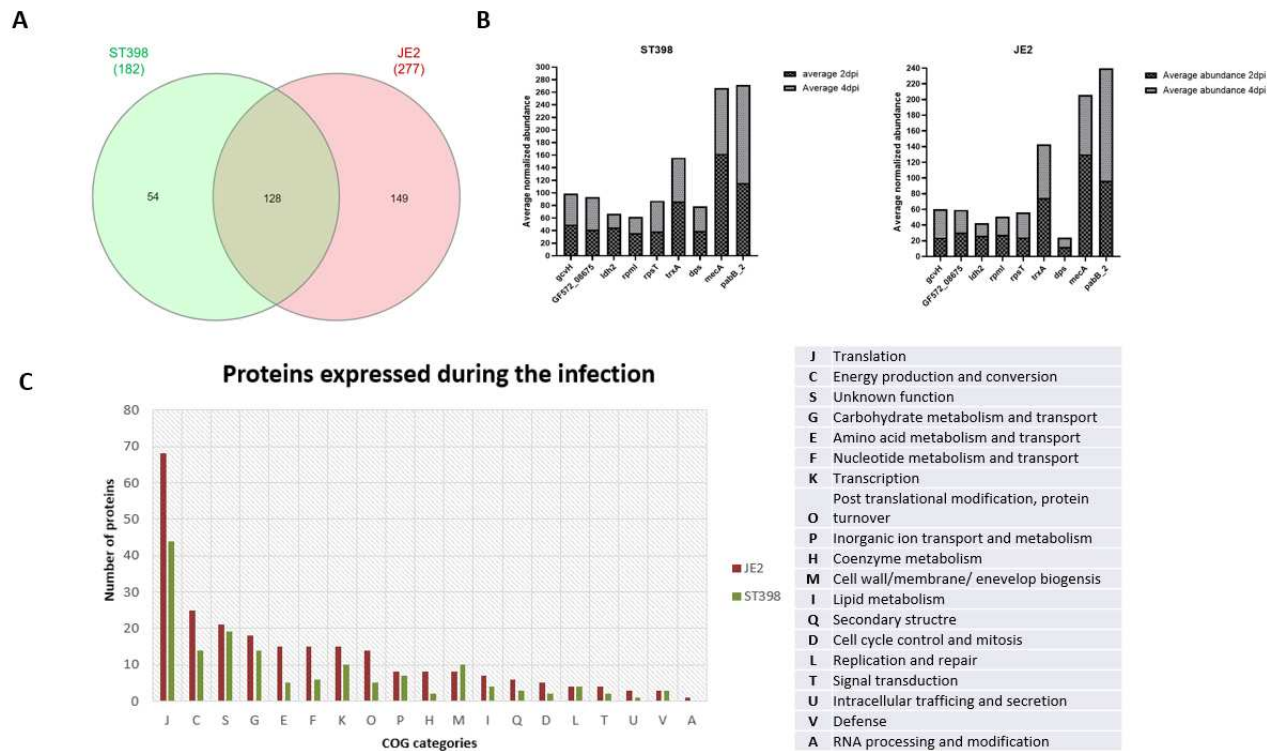 A
ST398
(182)
JE2
(277)
54
128
149
B
ST398
Average normalized abundance
300
280
260
240
220
200
180
160
140
120
100
80
60
40
20
0
gcvH
GF572_08675
ldh2
rpmi
rpsT
trxA
dps
mecA
pabB_2
average 2dpi
Average 4dpi
JE2
Average normalized abundance
240
220
200
180
160
140
120
100
80
60
40
20
0
gcvH
GF572_08675
ldh2
rpmi
rpsT
trxA
dps
mecA
pabB_2
Average abundance 2dpi
Average abundance 4dpi
C
Proteins expressed during the infection
Number of proteins
80
70
60
50
40
30
20
10
0
J C S G E F K O P H M I Q D L T U V A
COG categories
JE2
ST398
J Translation
C Energy production and conversion
S Unknown function
G Carbohydrate metabolism and transport
E Amino acid metabolism and transport
F Nucleotide metabolism and transport
K Transcription
Post translational modification, protein
O turnover
P Inorganic ion transport and metabolism
H Coenzyme metabolism
M Cell wall/membrane/ enevelop biogensis
I Lipid metabolism
Q Secondary structre
D Cell cycle control and mitosis
L Replication and repair
T Signal transduction
U Intracellular trafficing and secretion
V Defense
A RNA processing and modification